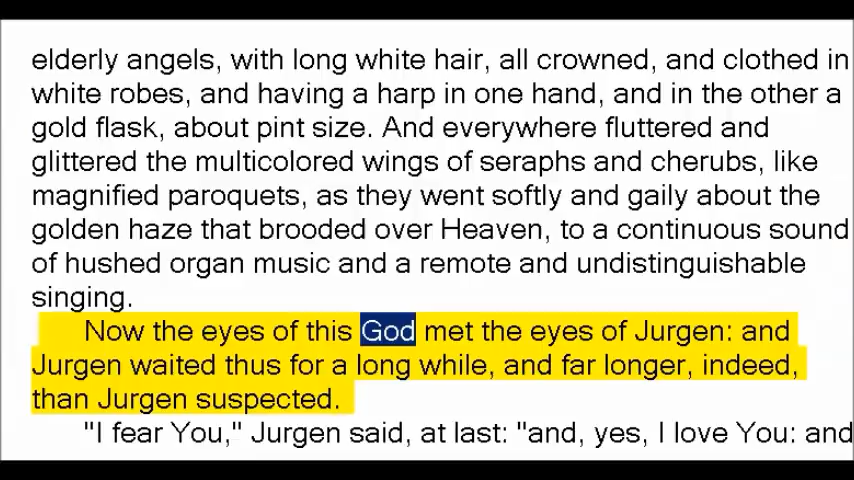 elderly angels, with long white hair, all crowned, and clothed in
white robes, and having a harp in one hand, and in the other a
gold flask, about pint size. And everywhere fluttered and
glittered the multicolored wings of seraphs and cherubs, like
magnified paroquets, as they went softly and gaily about the
golden haze that brooded over Heaven, to a continuous sound
of hushed organ music and a remote and undistinguishable
singing.
Now the eyes of this God met the eyes of Jurgen: and
Jurgen waited thus for a long while, and far longer, indeed,
than Jurgen suspected.
"I fear You," Jurgen said, at last: "and, yes, I love You: and